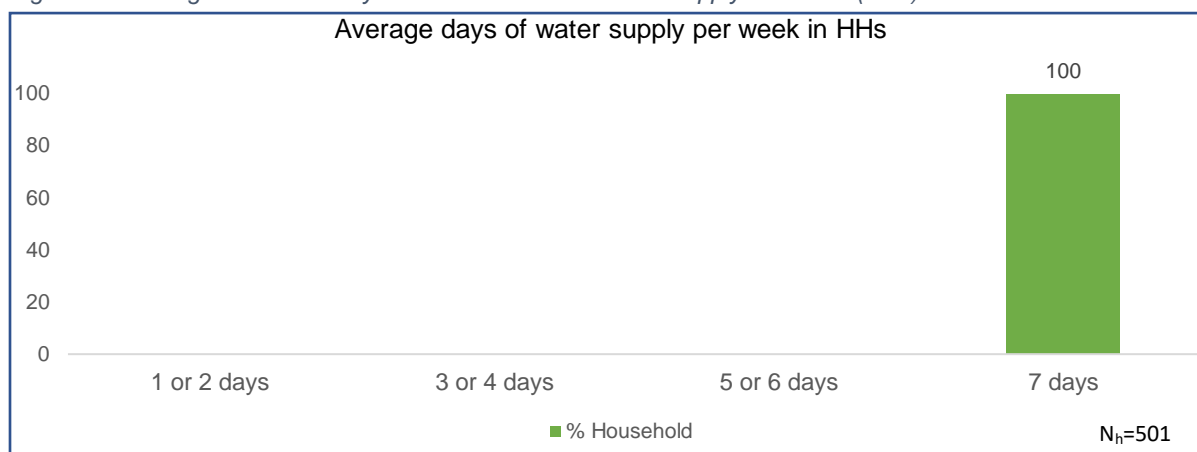 Average days of water supply per week in HHs
100
100
80
60
40
20
0
1 or 2 days 3 or 4 days 5 or 6 days 7 days
% Household
Nh=501